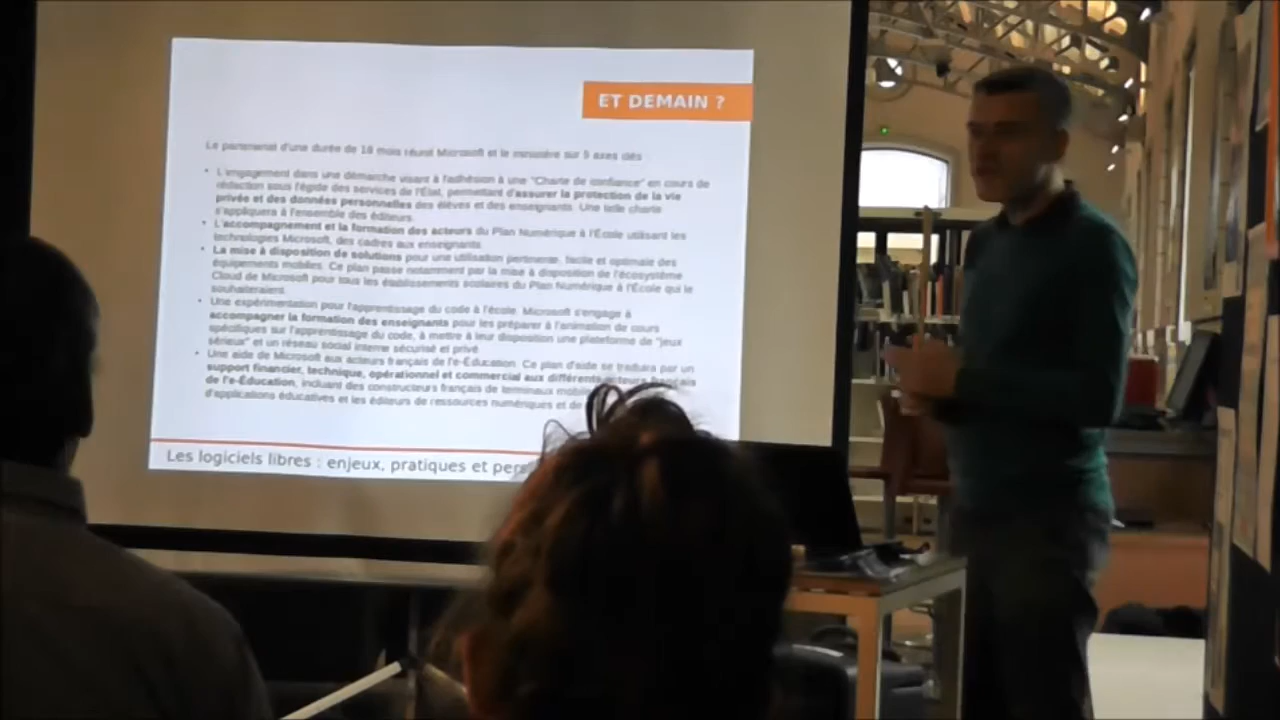 ET DEMAIN ?
Le partenariat d'une durée de 18 mois réunit Microsoft et le ministère sur 5 axes clés
• L'engagement dans une démarche visant à l'adhésion à une "Charte de confiance" en cours de
rédaction sous l'égide des services de l'État, permettant d'assurer la protection de la vie
privée et des données personnelles des élèves et des enseignants. Une telle charte
s'appliquera à l'ensemble des éditeurs.
• L'accompagnement et la formation des acteurs du Plan Numérique à l'École utilisant les
technologies Microsoft, des cadres aux enseignants.
• La mise à disposition de solutions pour une utilisation pertinente, facile et optimale des
équipements mobiles. Ce plan passe notamment par la mise à disposition de l'écosystème
Cloud de Microsoft pour tous les établissements scolaires du Plan Numérique à l'École qui le
souhaiteraient.
• Une expérimentation pour l'apprentissage du code à l'école. Microsoft s'engage à
accompagner la formation des enseignants pour les préparer à l'animation de cours
spécifiques sur l'apprentissage du code, à mettre à leur disposition une plateforme de "jeux
sérieux" et un réseau social interne sécurisé et privé
• Une aide de Microsoft aux acteurs français de l'e-Éducation. Ce plan d'aide se traduira par un
support financier, technique, opérationnel et commercial aux différents acteurs français
de l'e-Éducation, incluant des constructeurs français de terminaux
d'applications éducatives et les éditeurs de ressources numériques et de
Les logiciels libres : enjeux, pratiques et